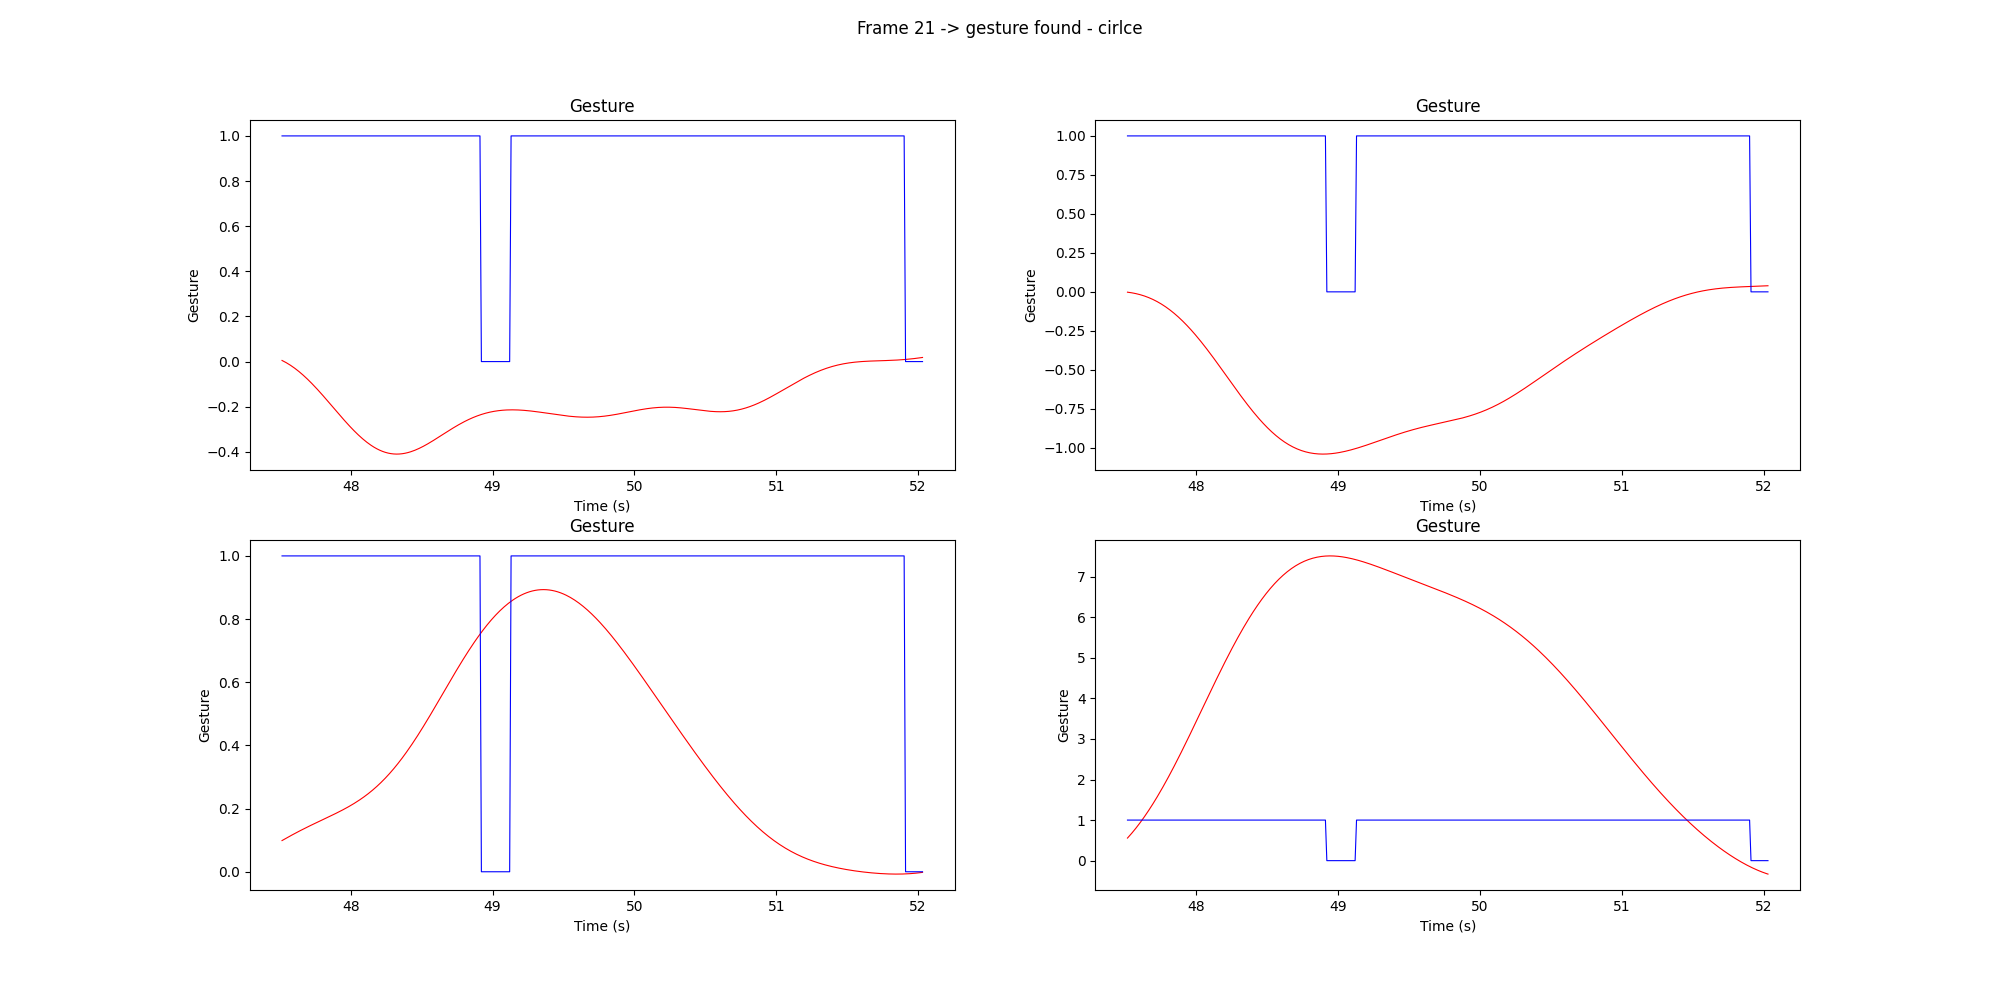 Frame 21 -> gesture found - cirlce
Gesture
Gesture
1.0
0.8
0.6
0.4
0.2
0.0
−0.2
−0.4
48 49 50 51 52
Time (s)
Gesture
Gesture
1.00
0.75
0.50
0.25
0.00
−0.25
−0.50
−0.75
−1.00
48 49 50 51 52
Time (s)
Gesture
Gesture
1.0
0.8
0.6
0.4
0.2
0.0
48 49 50 51 52
Time (s)
Gesture
Gesture
7
6
5
4
3
2
1
0
48 49 50 51 52
Time (s)